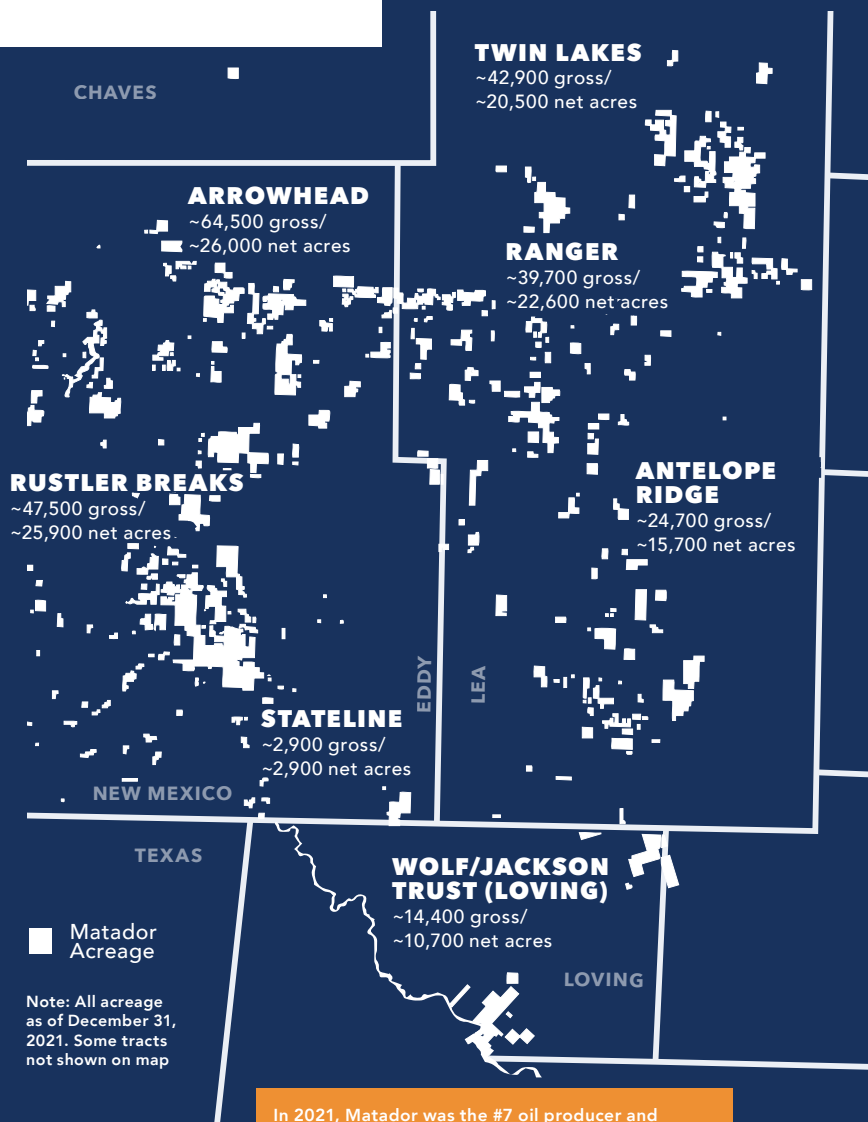 CHAVES
TWIN LAKES
~42,900 gross/
~20,500 net acres
ARROWHEAD
~64,500 gross/
~26,000 net acres
RANGER
~39,700 gross/
~22,600 net acres
RUSTLER BREAKS
~47,500 gross/
~25,900 net acres
ANTELOPE
RIDGE
~24,700 gross/
~15,700 net acres
EDDY
LEA
STATELINE
~2,900 gross/
~2,900 net acres
NEW MEXICO
TEXAS
WOLF/JACKSON
TRUST (LOVING)
~14,400 gross/
~10,700 net acres
LOVING
Matador
Acreage
Note: All acreage
as of December 31,
2021. Some tracts
not shown on map
In 2021, Matador was the #7 oil producer and